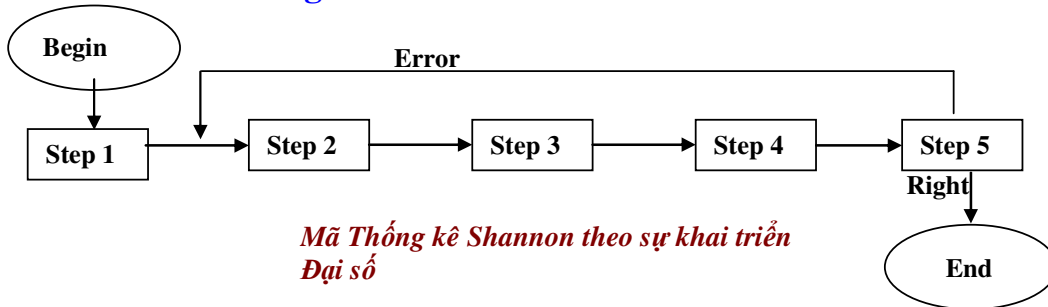 Begin
Error
Step 1
Step 2
Step 3
Step 4
Step 5
Right
Mã Thống kê Shannon theo sự khai triển
Đại số
End